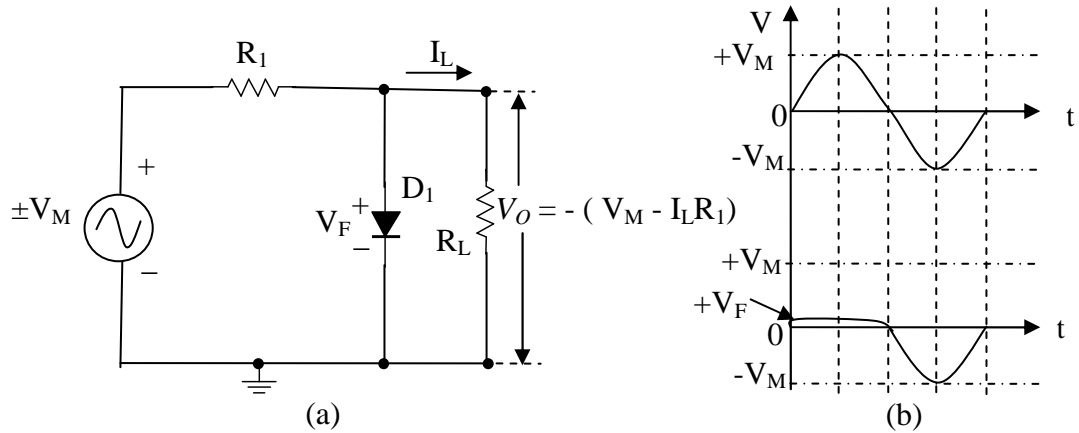 R₁
I_L
±V_M
+
−
V_F
+
−
D₁
R_L
V_O = - ( V_M - I_LR₁)
(a)
V
+V_M
0
t
-V_M
+V_M
+V_F
0
t
-V_M
(b)